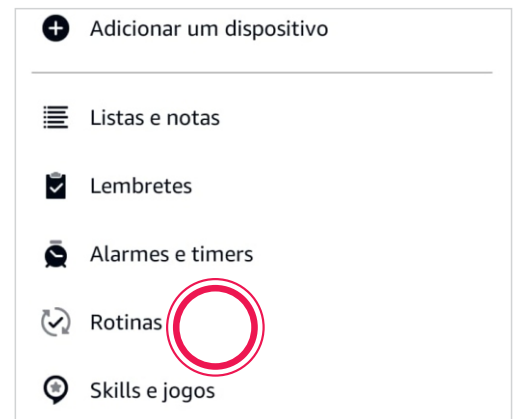 Adicionar um dispositivo
Listas e notas
Lembretes
Alarmes e timers
Rotinas
Skills e jogos